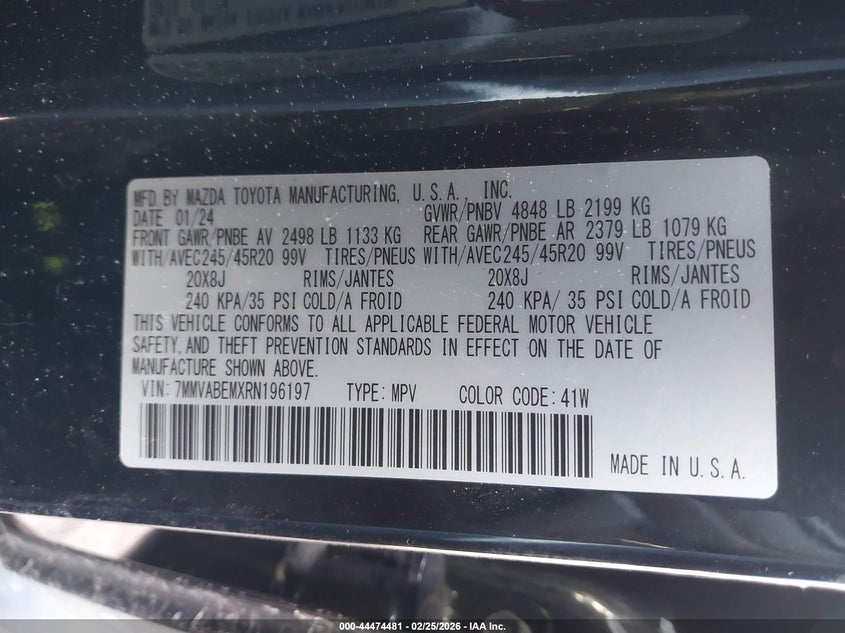 MFD.BY MAZDA TOYOTA MANUFACTURING, U.S.A., INC.
DATE 01/24 GVWR/PNBV 4848 LB 2199 KG
FRONT GAWR/PNBE AV 2498 LB 1133 KG REAR GAWR/PNBE AR 2379 LB 1079 KG
WITH/AVEC245/45R20 99V TIRES/PNEUS WITH/AVEC245/45R20 99V TIRES/PNEUS
20X8J RIMS/JANTES 20X8J RIMS/JANTES
240 KPA/35 PSI COLD/A FROID 240 KPA/ 35 PSI COLD/A FROID
THIS VEHICLE CONFORMS TO ALL APPLICABLE FEDERAL MOTOR VEHICLE
SAFETY,AND THEFT PREVENTION STANDARDS IN EFFECT ON THE DATE OF
MANUFACTURE SHOWN ABOVE.
VIN:7MMVABEMXRN196197 TYPE:MPV COLOR CODE:41W
MADE IN U.S.A.
000-44474481 - 02/25/2026 - IAA Inc.